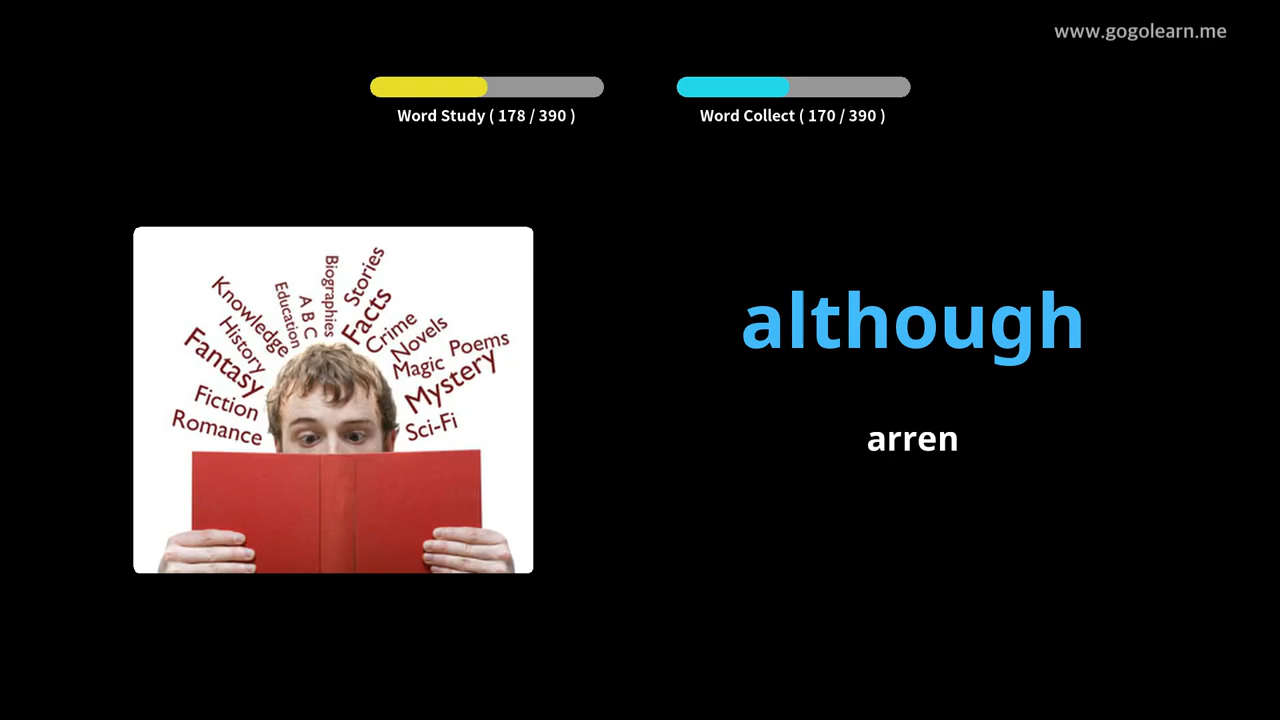 www.gogolearn.me
Word Study ( 178 / 390 )
Word Collect ( 170 / 390 )
Stories
Biographies
Facts
A B C
Education
Knowledge
Crime
Novels
History
Poems
Fantasy
Magic
Mystery
Fiction
Romance
Sci-Fi
although
arren